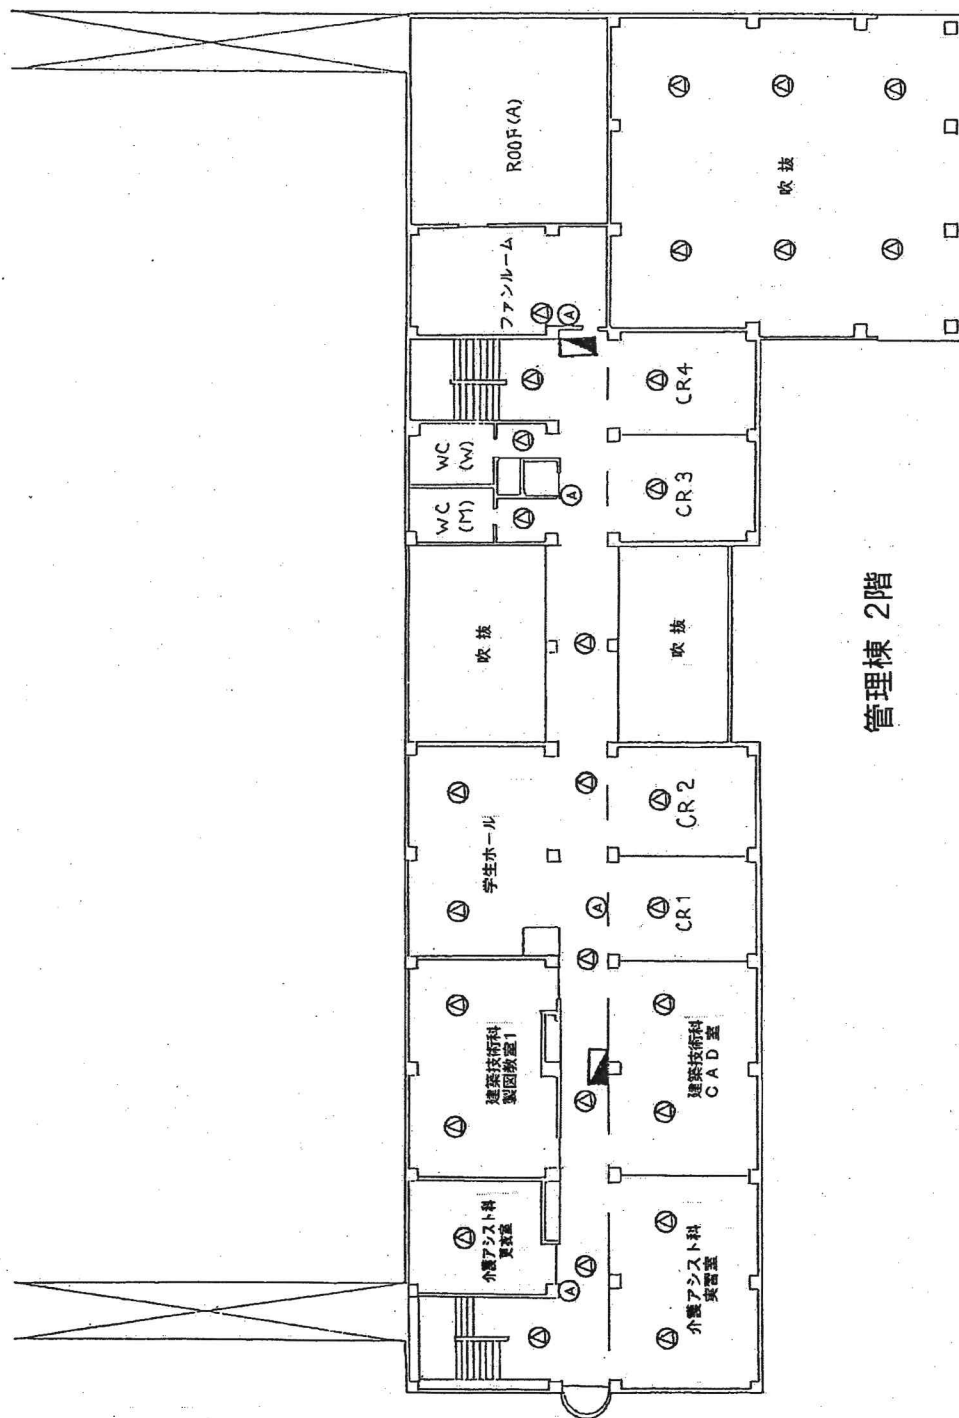 管理棟 2階
介護アシスト科
更衣室
建築技術科
製図教室1
学生ホール
吹抜
WC
(M)
WC
(W)
ファンルーム
ROOF(A)
介護アシスト科
実習室
建築技術科
CAD室
CR1
CR2
吹抜
CR3
CR4
吹抜
A
A
A
A